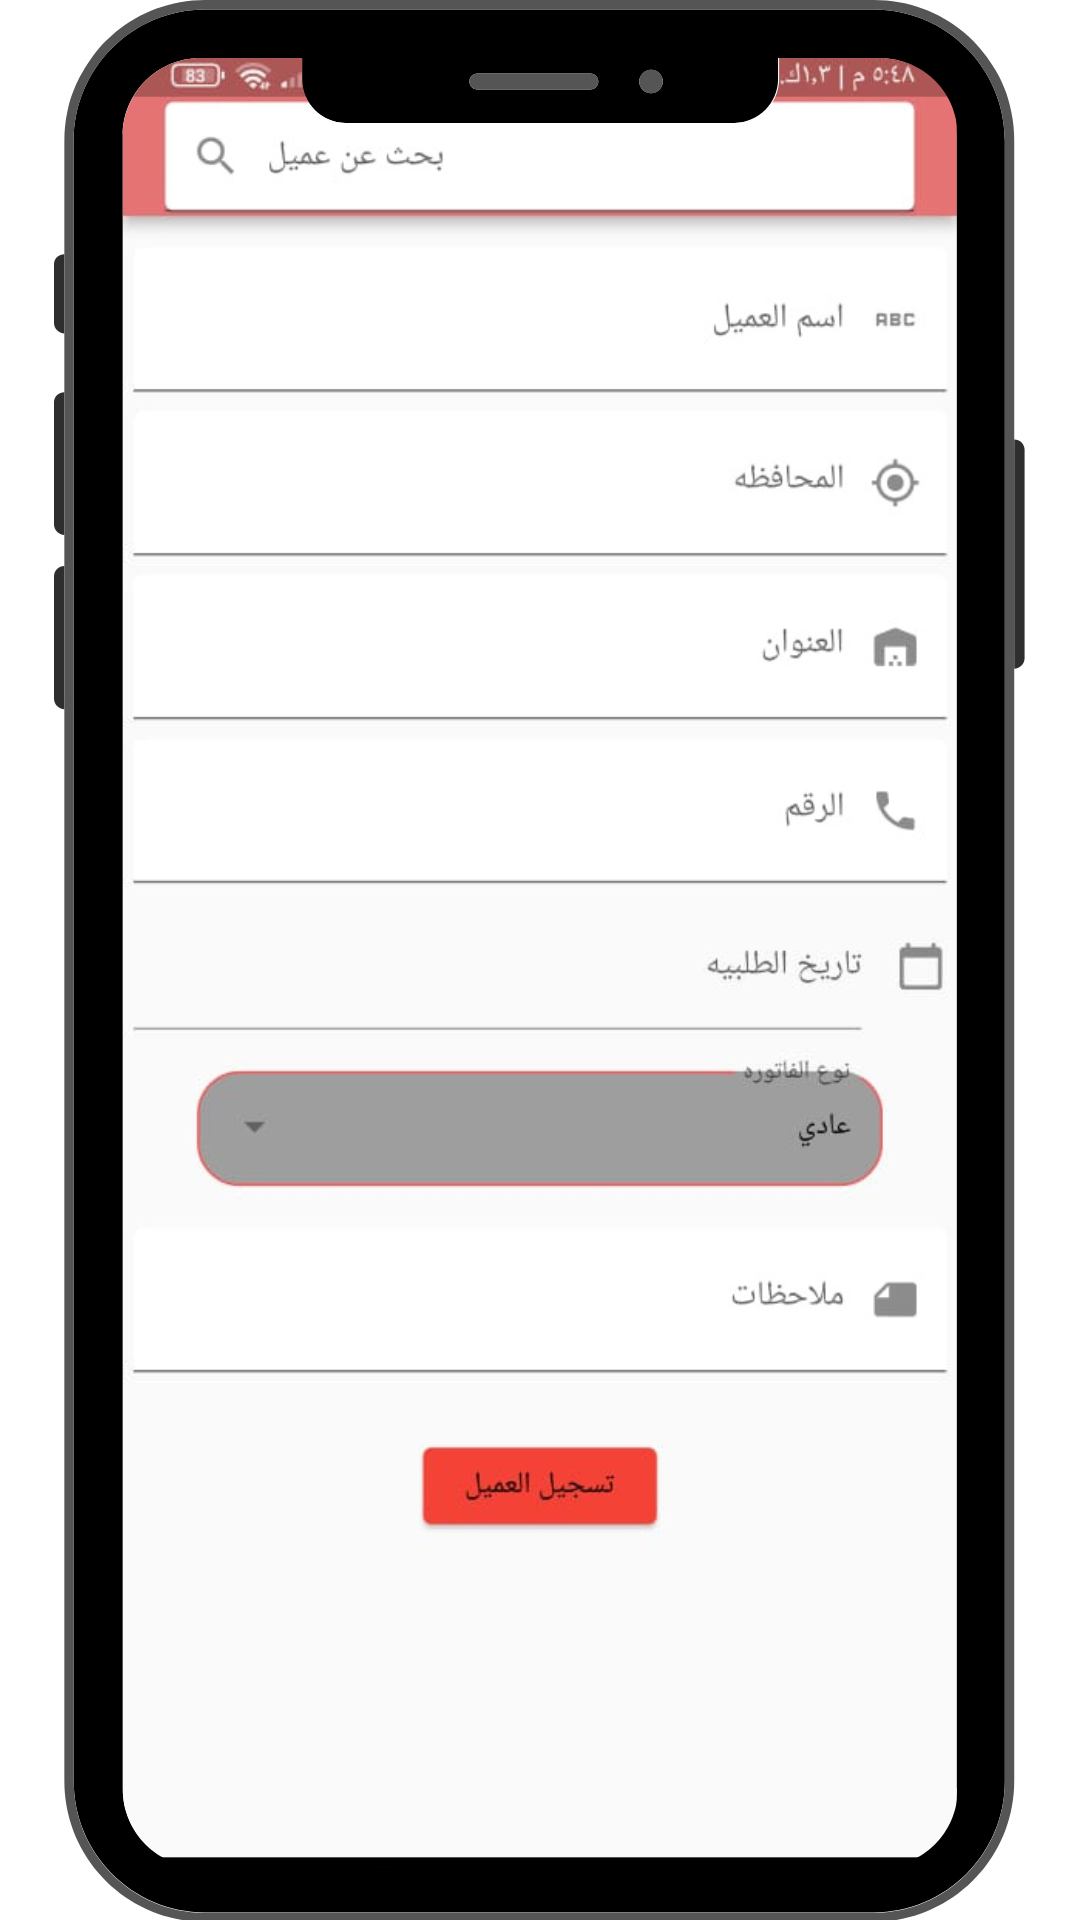 ٥:٤٨ م | ١,٣ك.
83
بحث عن عميل
اسم العميل
ABC
المحافظه
العنوان
الرقم
تاريخ الطلبيه
نوع الفاتوره
عادي
ملاحظات
تسجيل العميل